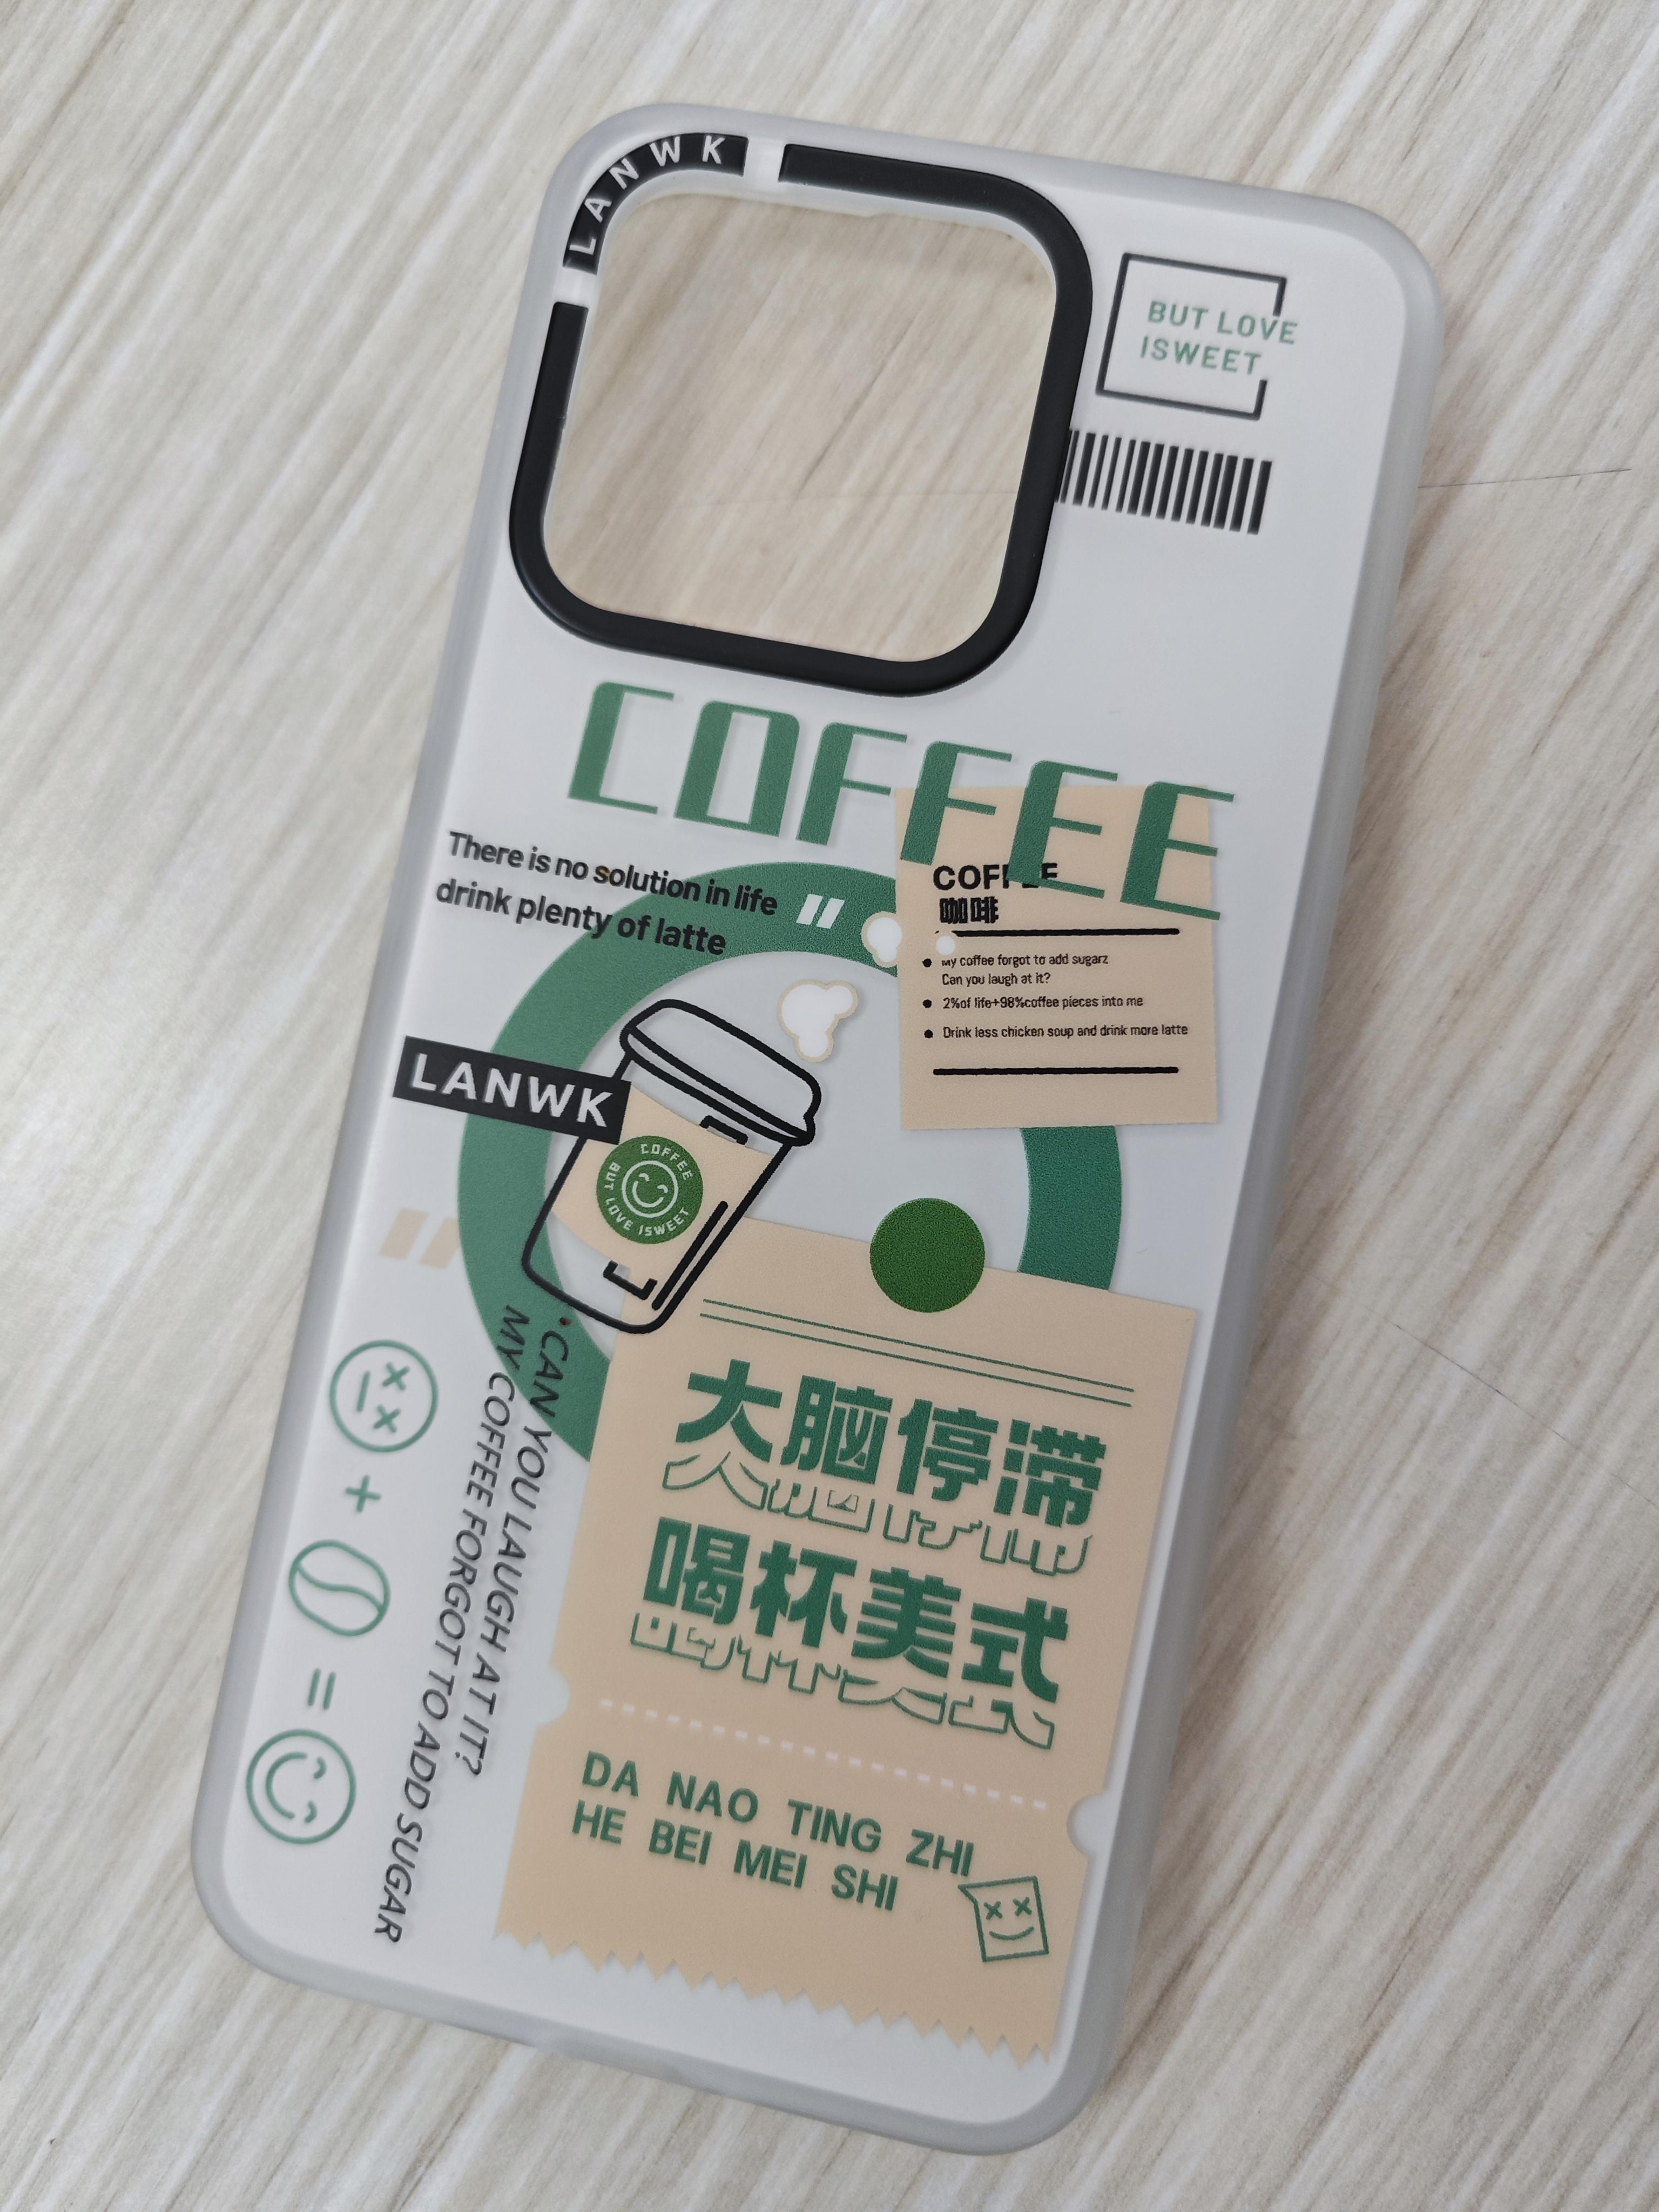 LANWK
BUT LOVE
ISWEET
COFFEE
There is no solution in life
drink plenty of latte
COFFEE
咖啡
My coffee forgot to add sugarz
Can you laugh at it?
2%of life+98%coffee pieces into me
Drink less chicken soup and drink more latte
LANWK
COFFEE
BUT LOVE ISWEET
CAN YOU LAUGH AT IT?
MY COFFEE FORGOT TO ADD SUGAR
大脑停滞
喝杯美式
DA NAO TING ZHI
HE BEI MEI SHI